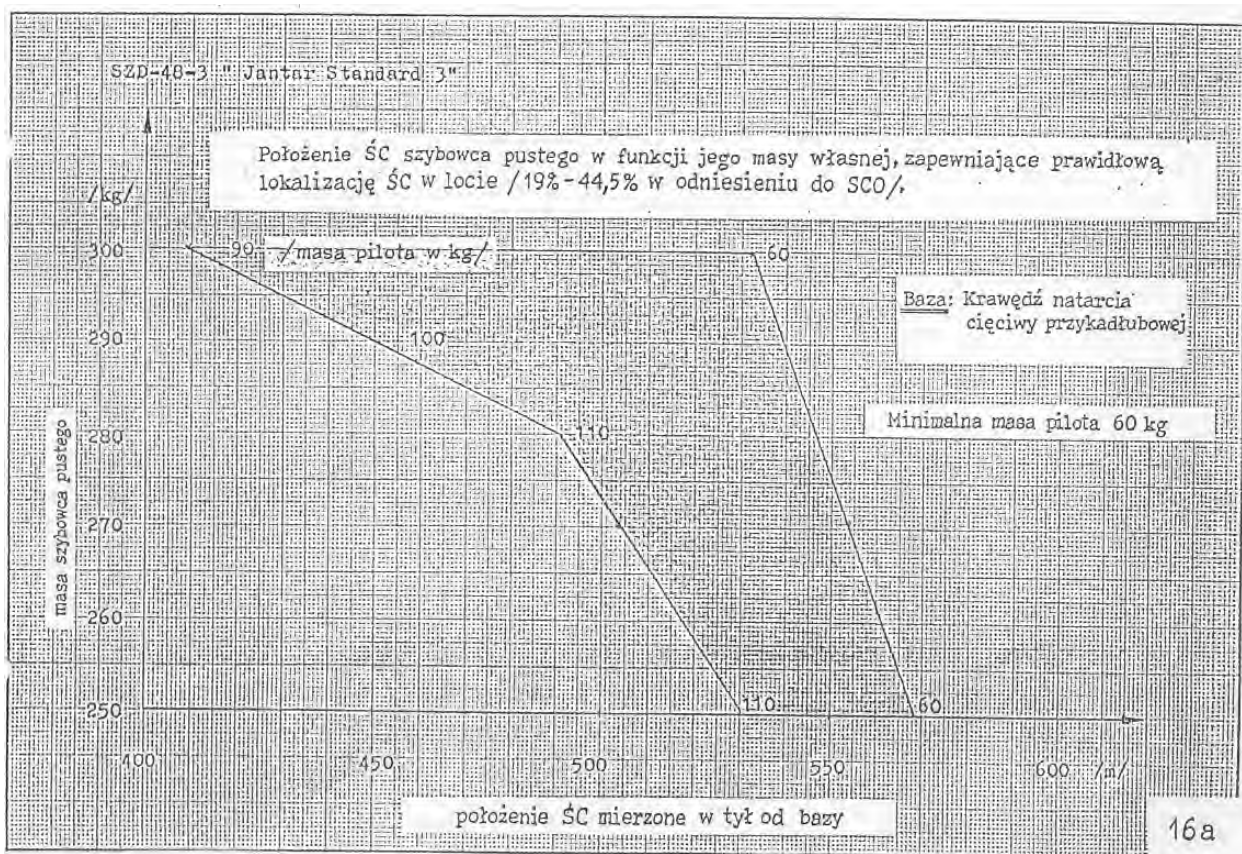 SZD-48-3 " Jantar Standard 3"
Położenie ŚC szybowca pustego w funkcji jego masy własnej, zapewniające prawidłową
lokalizację ŚC w locie /19%-44,5% w odniesieniu do SCO/.
/kg/
300
90
/masa pilota w kg/
60
Baza: Krawędź natarcia
cięciwy przykadłubowej
290
100
Minimalna masa pilota 60 kg
280
110
masa szybowca pustego
270
260
250
110
60
400
450
500
550
600
/m/
położenie ŚC mierzone w tył od bazy
16a